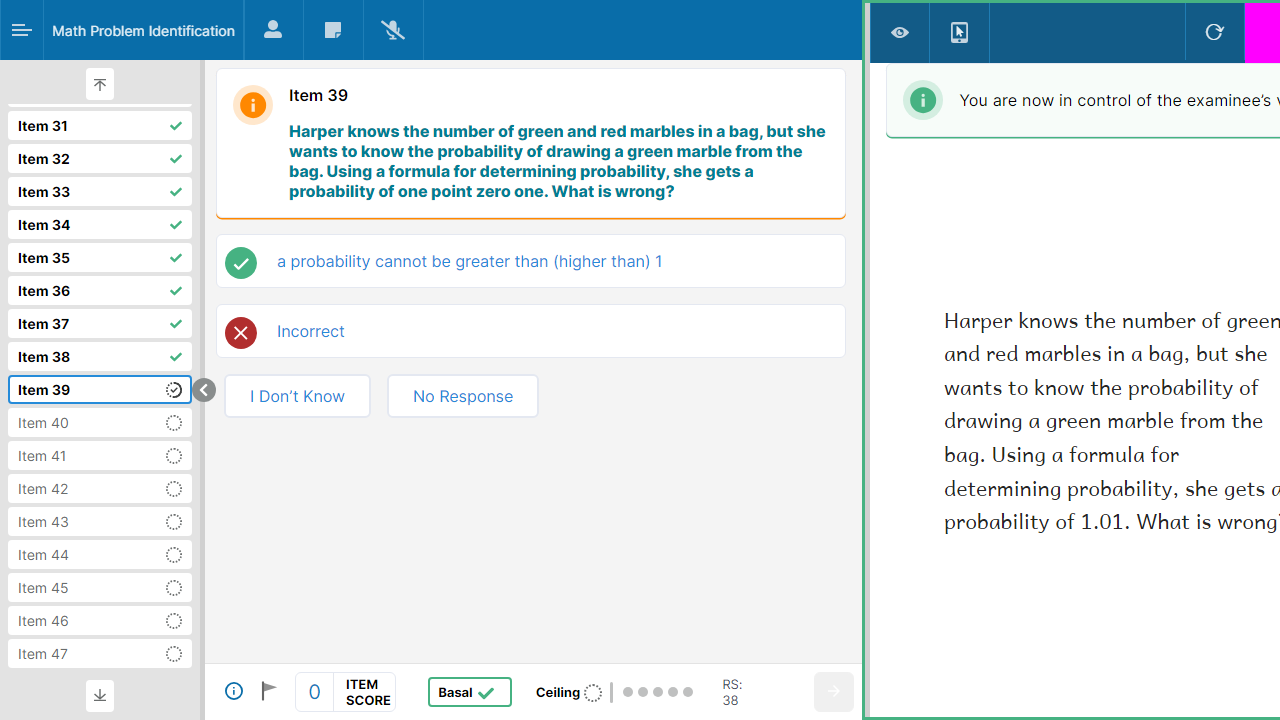 Math Problem Identification
Item 31
Item 32
Item 33
Item 34
Item 35
Item 36
Item 37
Item 38
Item 39
Item 40
Item 41
Item 42
Item 43
Item 44
Item 45
Item 46
Item 47
Item 39
Harper knows the number of green and red marbles in a bag, but she
wants to know the probability of drawing a green marble from the
bag. Using a formula for determining probability, she gets a
probability of one point zero one. What is wrong?
a probability cannot be greater than (higher than) 1
Incorrect
I Don’t Know
No Response
0
ITEM
SCORE
Basal
Ceiling
RS:
38
You are now in control of the examinee’s
Harper knows the number of green
and red marbles in a bag, but she
wants to know the probability of
drawing a green marble from the
bag. Using a formula for
determining probability, she gets a
probability of 1.01. What is wrong?